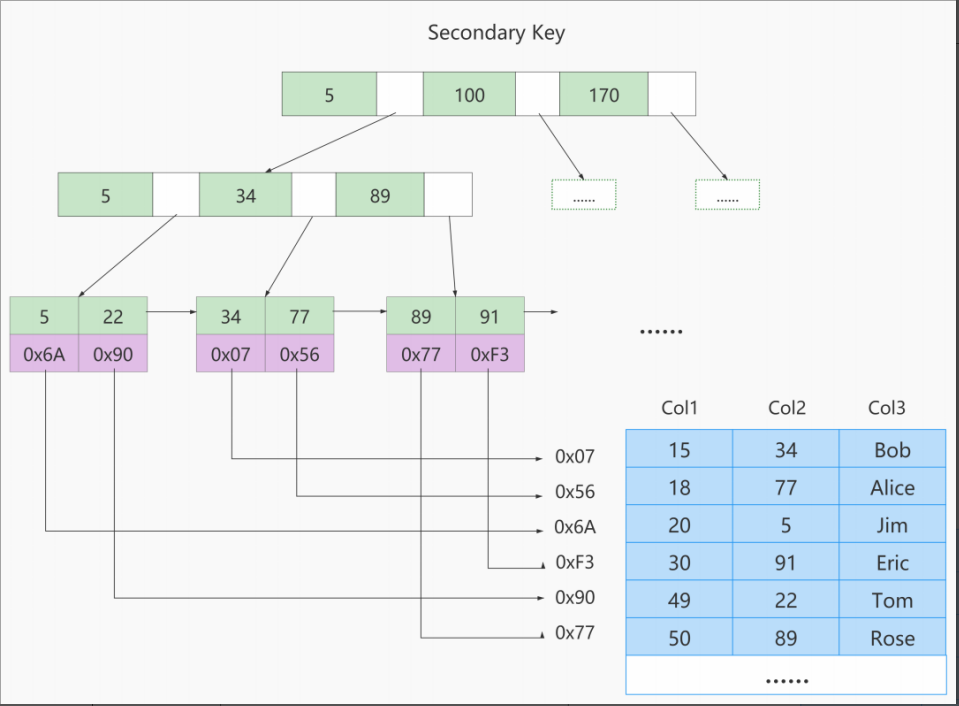 Secondary Key
5 100 170
5 34 89
...... ......
5 22 34 77 89 91
0x6A 0x90 0x07 0x56 0x77 0xF3
......
Col1 Col2 Col3
0x07 15 34 Bob
0x56 18 77 Alice
0x6A 20 5 Jim
0xF3 30 91 Eric
0x90 49 22 Tom
0x77 50 89 Rose
......